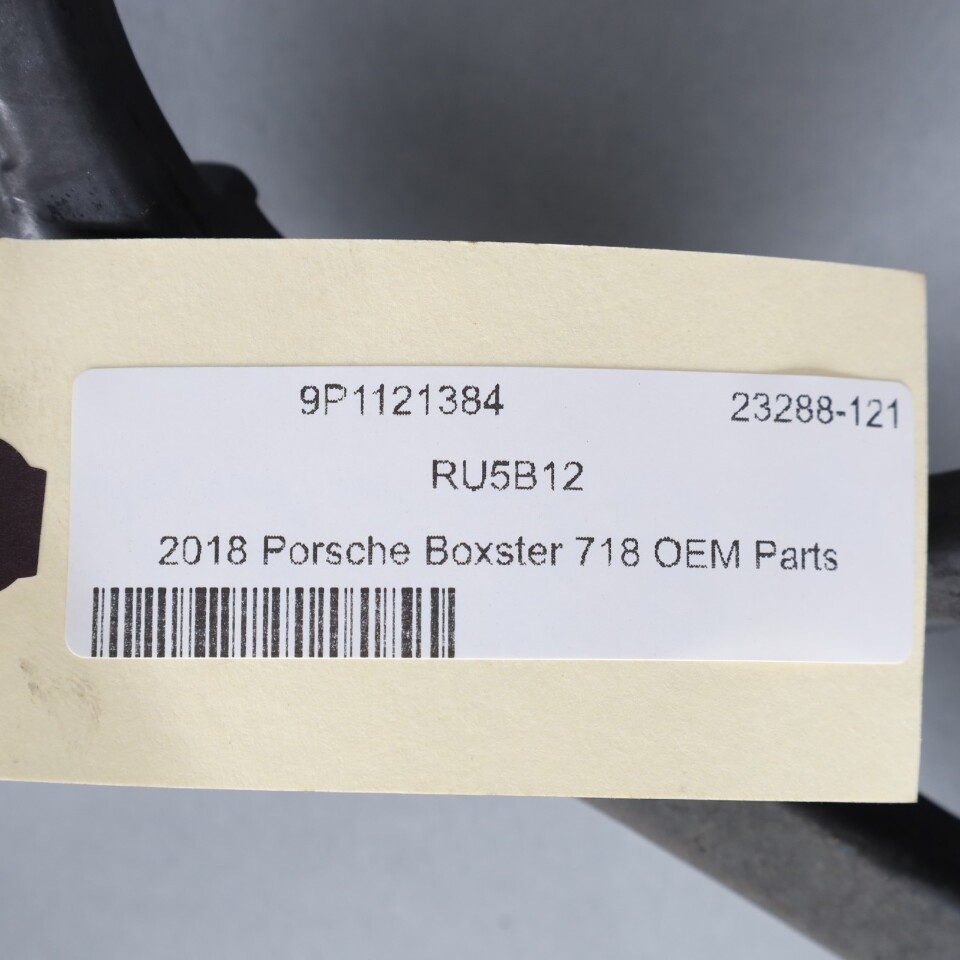 9P1121384 23288-121
RU5B12
2018 Porsche Boxster 718 OEM Parts